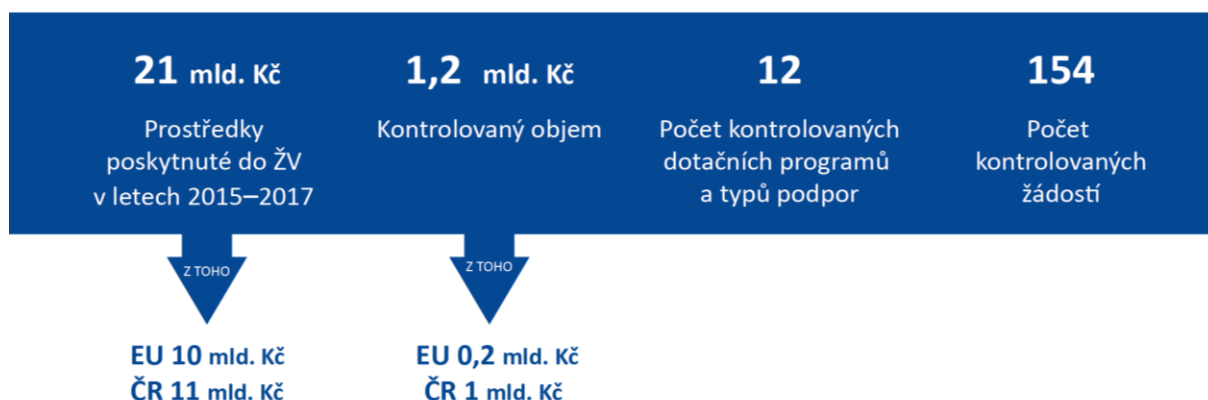 21 mld. Kč
Prostředky
poskytnuté do ŽV
v letech 2015–2017
Z TOHO
EU 10 mld. Kč
ČR 11 mld. Kč
1,2 mld. Kč
Kontrolovaný objem
Z TOHO
EU 0,2 mld. Kč
ČR 1 mld. Kč
12
Počet kontrolovaných
dotačních programů
a typů podpor
154
Počet
kontrolovaných
žádostí